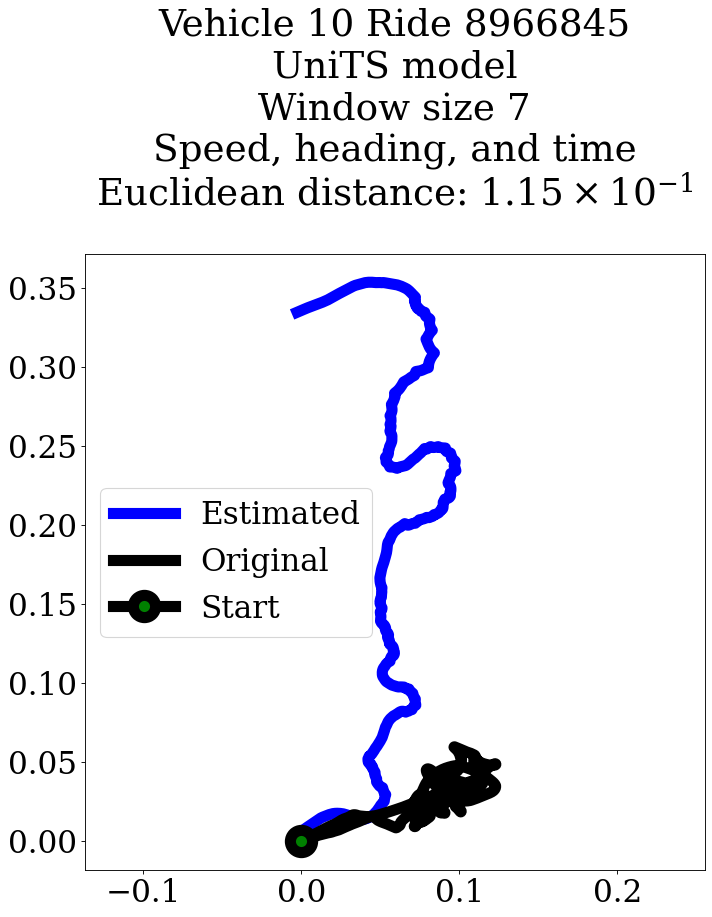 Vehicle 10 Ride 8966845
UniTS model
Window size 7
Speed, heading, and time
Euclidean distance: 1.15 × 10⁻¹
0.35
0.30
0.25
0.20
0.15
0.10
0.05
0.00
Estimated
Original
Start
−0.1
0.0
0.1
0.2